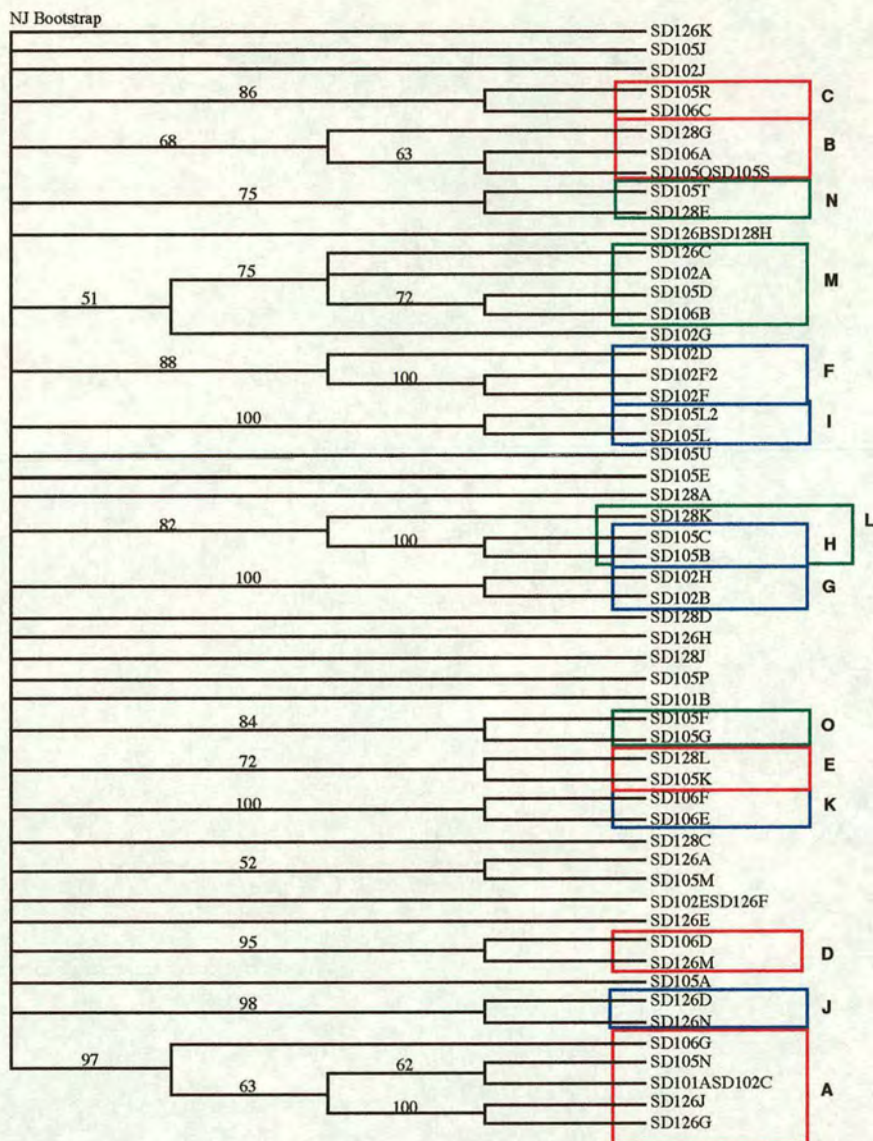 NJ Bootstrap
SD126K
SD105J
SD102J
86
SD105R
C
SD106C
68
SD128G
B
63
SD106A
SD105QSD105S
75
SD105T
N
SD128E
SD126BSD128H
75
SD126C
SD102A
M
51
72
SD105D
SD106B
SD102G
88
SD102D
F
100
SD102F2
SD102F
100
SD105L2
I
SD105L
SD105U
SD105E
SD128A
82
SD128K
L
100
SD105C
H
SD105B
100
SD102H
G
SD102B
SD128D
SD126H
SD128J
SD105P
SD101B
84
SD105F
O
SD105G
72
SD128L
E
SD105K
100
SD106F
K
SD106E
SD128C
52
SD126A
SD105M
SD102ESD126F
SD126E
95
SD106D
D
SD126M
SD105A
98
SD126D
J
SD126N
97
SD106G
62
SD105N
63
SD101ASD102C
A
100
SD126J
SD126G